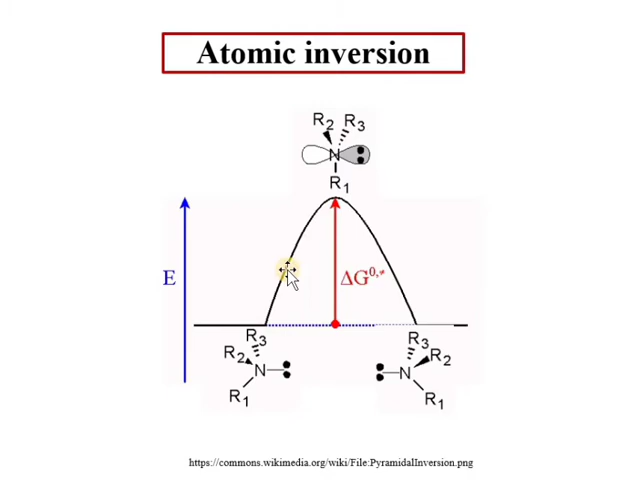 Atomic inversion
R2 R3
N
R1
E
ΔG0,≠
R3
R2
N
R1
R3
R2
N
R1
https://commons.wikimedia.org/wiki/File:PyramidalInversion.png